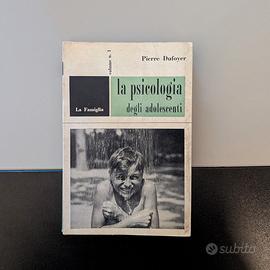 Pierre Dufoyer
volume n. 1
la psicologia
degli adolescenti
La Famiglia
subito